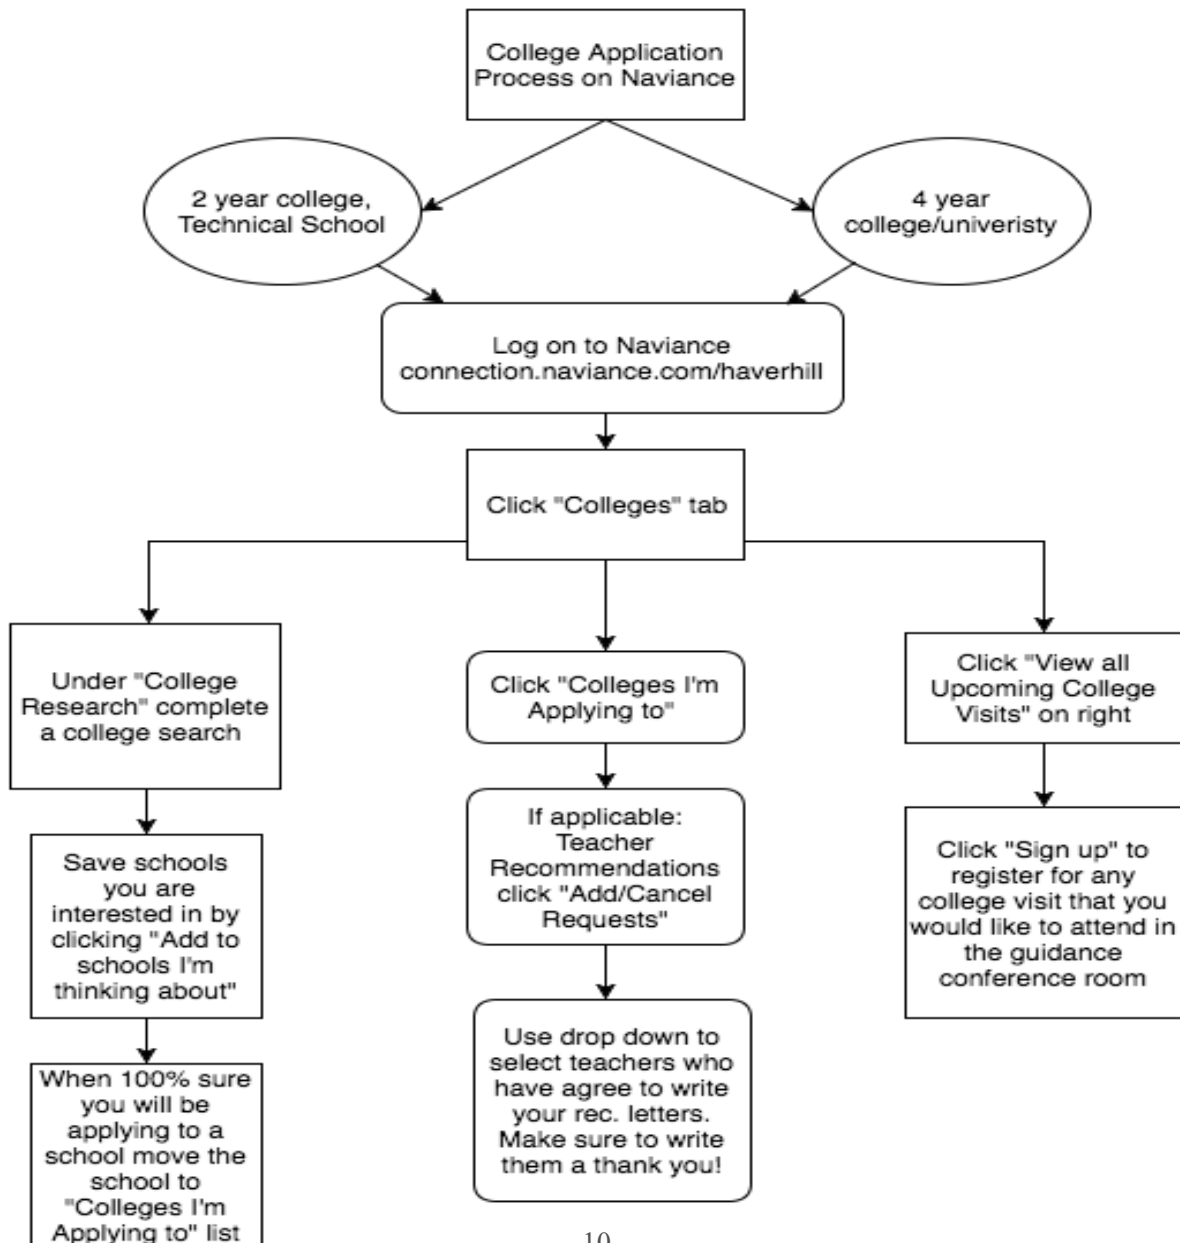 College Application
Process on Naviance
2 year college,
Technical School
4 year
college/univeristy
Log on to Naviance
connection.naviance.com/haverhill
Click "Colleges" tab
Under "College
Research" complete
a college search
Save schools
you are
interested in by
clicking "Add to
schools I'm
thinking about"
When 100% sure
you will be
applying to a
school move the
school to
"Colleges I'm
Applying to" list
Click "Colleges I'm
Applying to"
If applicable:
Teacher
Recommendations
click "Add/Cancel
Requests"
Use drop down to
select teachers who
have agree to write
your rec. letters.
Make sure to write
them a thank you!
Click "View all
Upcoming College
Visits" on right
Click "Sign up" to
register for any
college visit that you
would like to attend in
the guidance
conference room
10